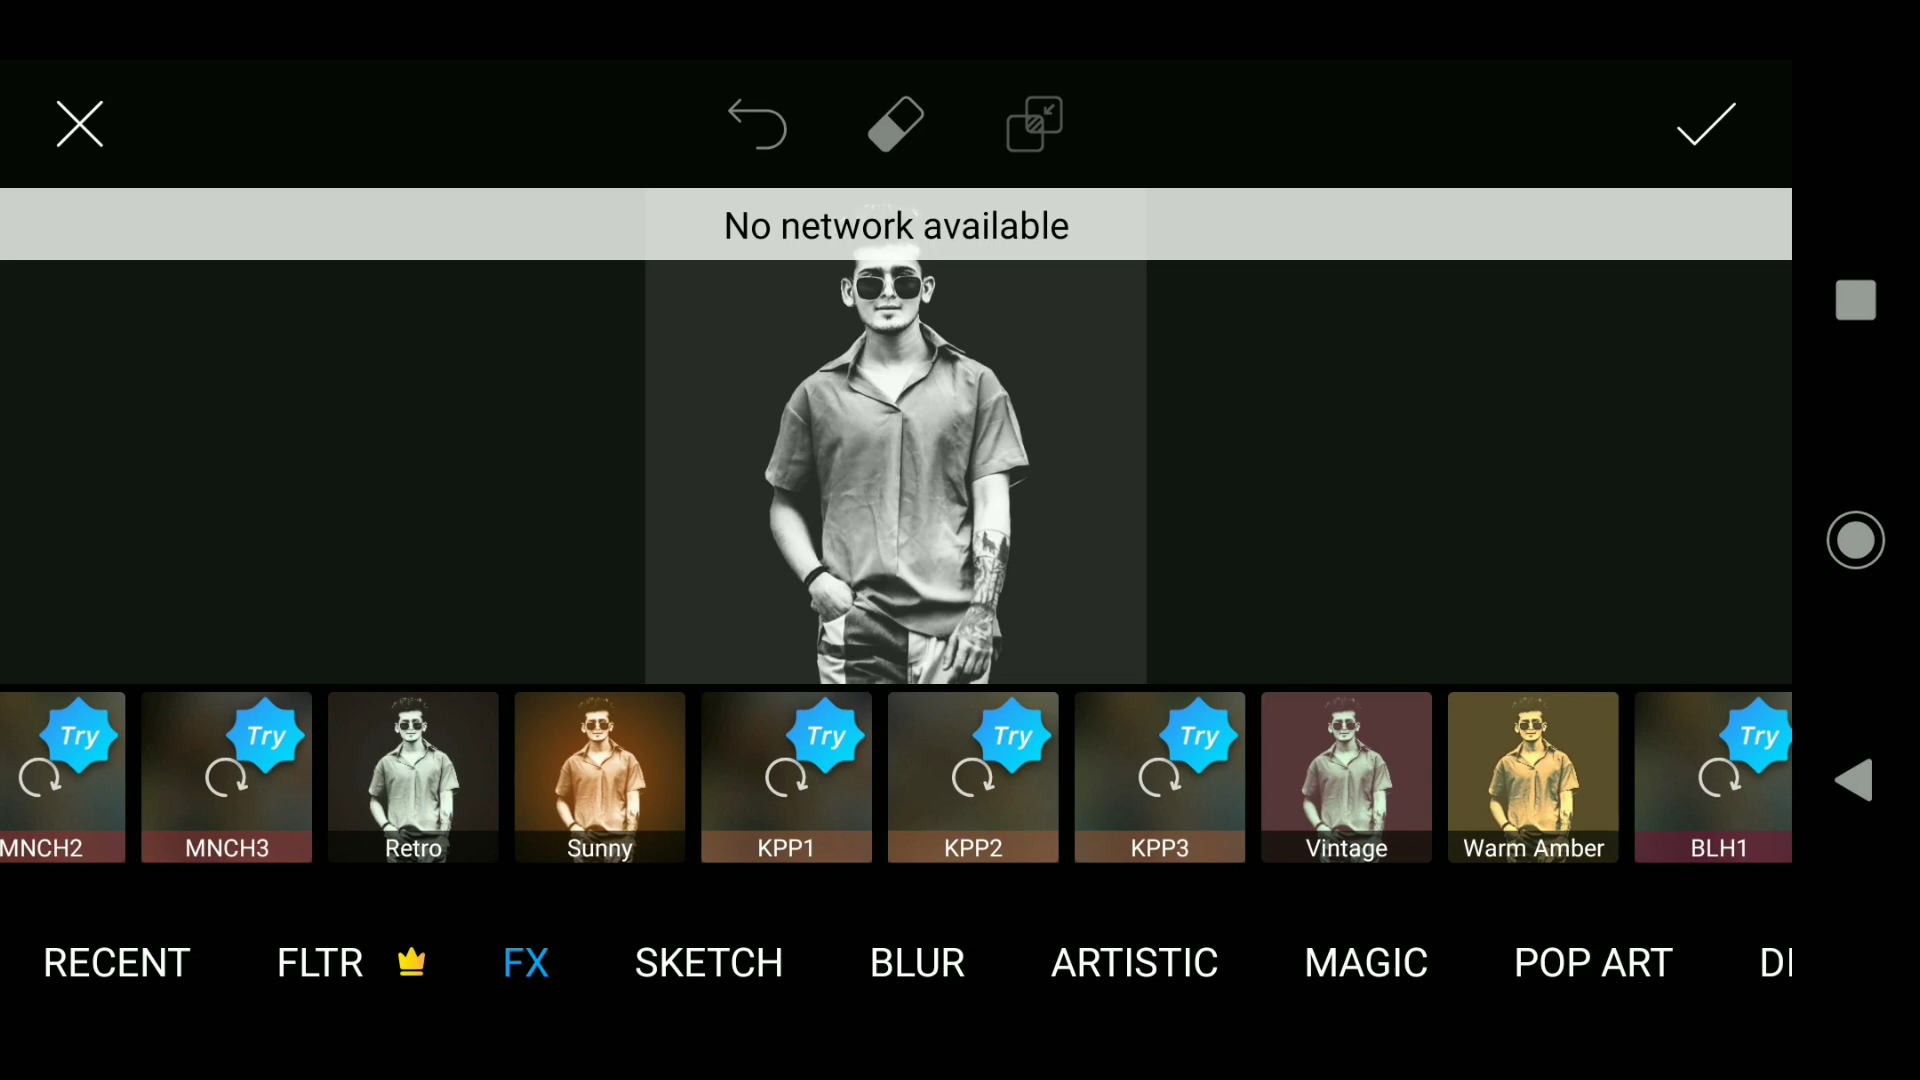 No network available
Try
Try
Try
Try
Try
Try
MNCH2
MNCH3
Retro
Sunny
KPP1
KPP2
KPP3
Vintage
Warm Amber
BLH1
RECENT
FLTR
FX
SKETCH
BLUR
ARTISTIC
MAGIC
POP ART